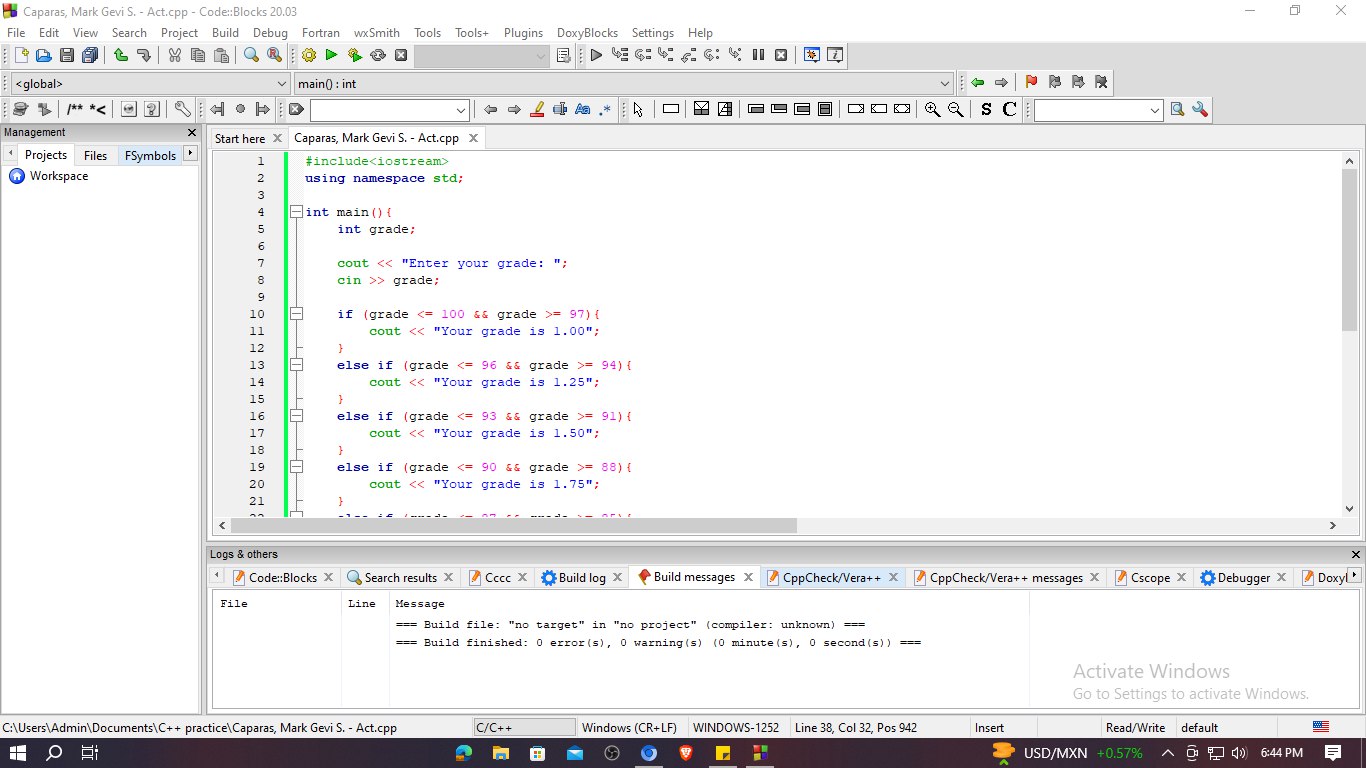 Caparas, Mark Gevi S. - Act.cpp - Code::Blocks 20.03
File Edit View Search Project Build Debug Fortran wxSmith Tools Tools+ Plugins DoxyBlocks Settings Help
<global> main() : int
/** *< Aa .* S C
Management
Projects Files FSymbols
Workspace
Start here Caparas, Mark Gevi S. - Act.cpp
1 #include<iostream>
2 using namespace std;
3
4 int main(){
5 int grade;
6
7 cout << "Enter your grade: ";
8 cin >> grade;
9
10 if (grade <= 100 && grade >= 97){
11 cout << "Your grade is 1.00";
12 }
13 else if (grade <= 96 && grade >= 94){
14 cout << "Your grade is 1.25";
15 }
16 else if (grade <= 93 && grade >= 91){
17 cout << "Your grade is 1.50";
18 }
19 else if (grade <= 90 && grade >= 88){
20 cout << "Your grade is 1.75";
21 }
Logs & others
Code::Blocks Search results Cccc Build log Build messages CppCheck/Vera++ CppCheck/Vera++ messages Cscope Debugger
File Line Message
=== Build file: "no target" in "no project" (compiler: unknown) ===
=== Build finished: 0 error(s), 0 warning(s) (0 minute(s), 0 second(s)) ===
Activate Windows
Go to Settings to activate Windows.
C:\Users\Admin\Documents\C++ practice\Caparas, Mark Gevi S. - Act.cpp C/C++ Windows (CR+LF) WINDOWS-1252 Line 38, Col 32, Pos 942 Insert Read/Write default
USD/MXN +0.57% 6:44 PM